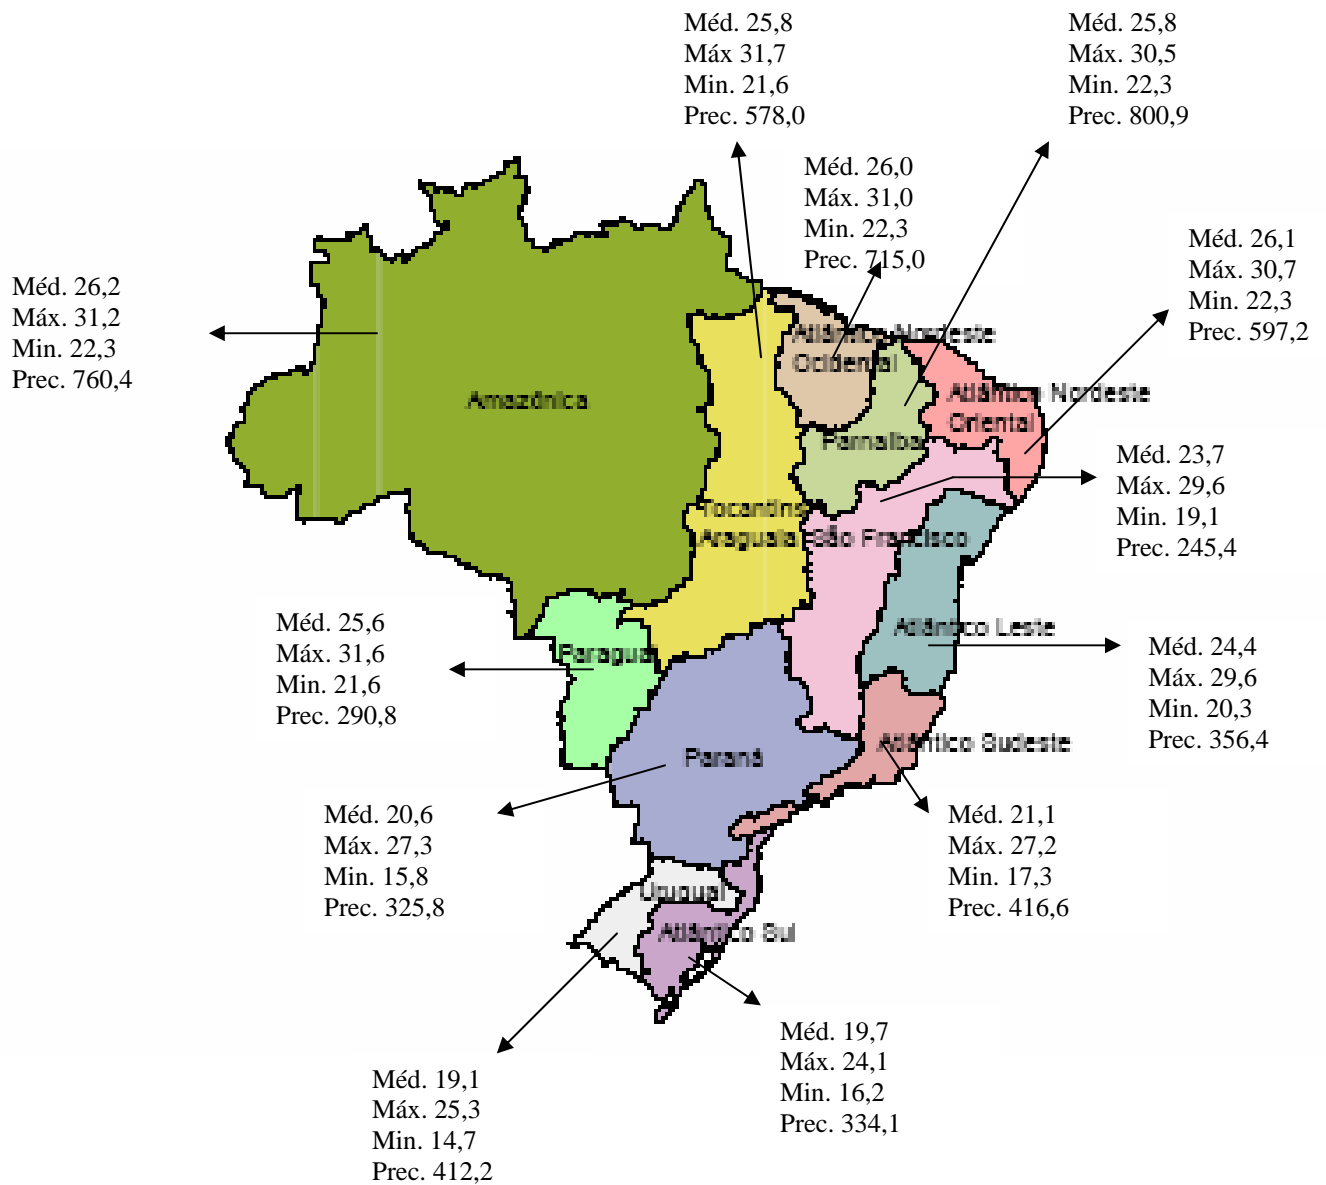 Méd. 25,8
Máx 31,7
Min. 21,6
Prec. 578,0
Méd. 25,8
Máx. 30,5
Min. 22,3
Prec. 800,9
Méd. 26,0
Máx. 31,0
Min. 22,3
Prec. 715,0
Méd. 26,1
Máx. 30,7
Min. 22,3
Prec. 597,2
Méd. 26,2
Máx. 31,2
Min. 22,3
Prec. 760,4
Atlântico Nordeste
Ocidental
Amazônica
Atlântico Nordeste
Oriental
Parnaíba
Méd. 23,7
Máx. 29,6
Min. 19,1
Prec. 245,4
Tocantins
Araguaia
São Francisco
Méd. 25,6
Máx. 31,6
Min. 21,6
Prec. 290,8
Paraguai
Atlântico Leste
Méd. 24,4
Máx. 29,6
Min. 20,3
Prec. 356,4
Paraná
Atlântico Sudeste
Méd. 20,6
Máx. 27,3
Min. 15,8
Prec. 325,8
Méd. 21,1
Máx. 27,2
Min. 17,3
Prec. 416,6
Uruguai
Atlântico Sul
Méd. 19,7
Máx. 24,1
Min. 16,2
Prec. 334,1
Méd. 19,1
Máx. 25,3
Min. 14,7
Prec. 412,2